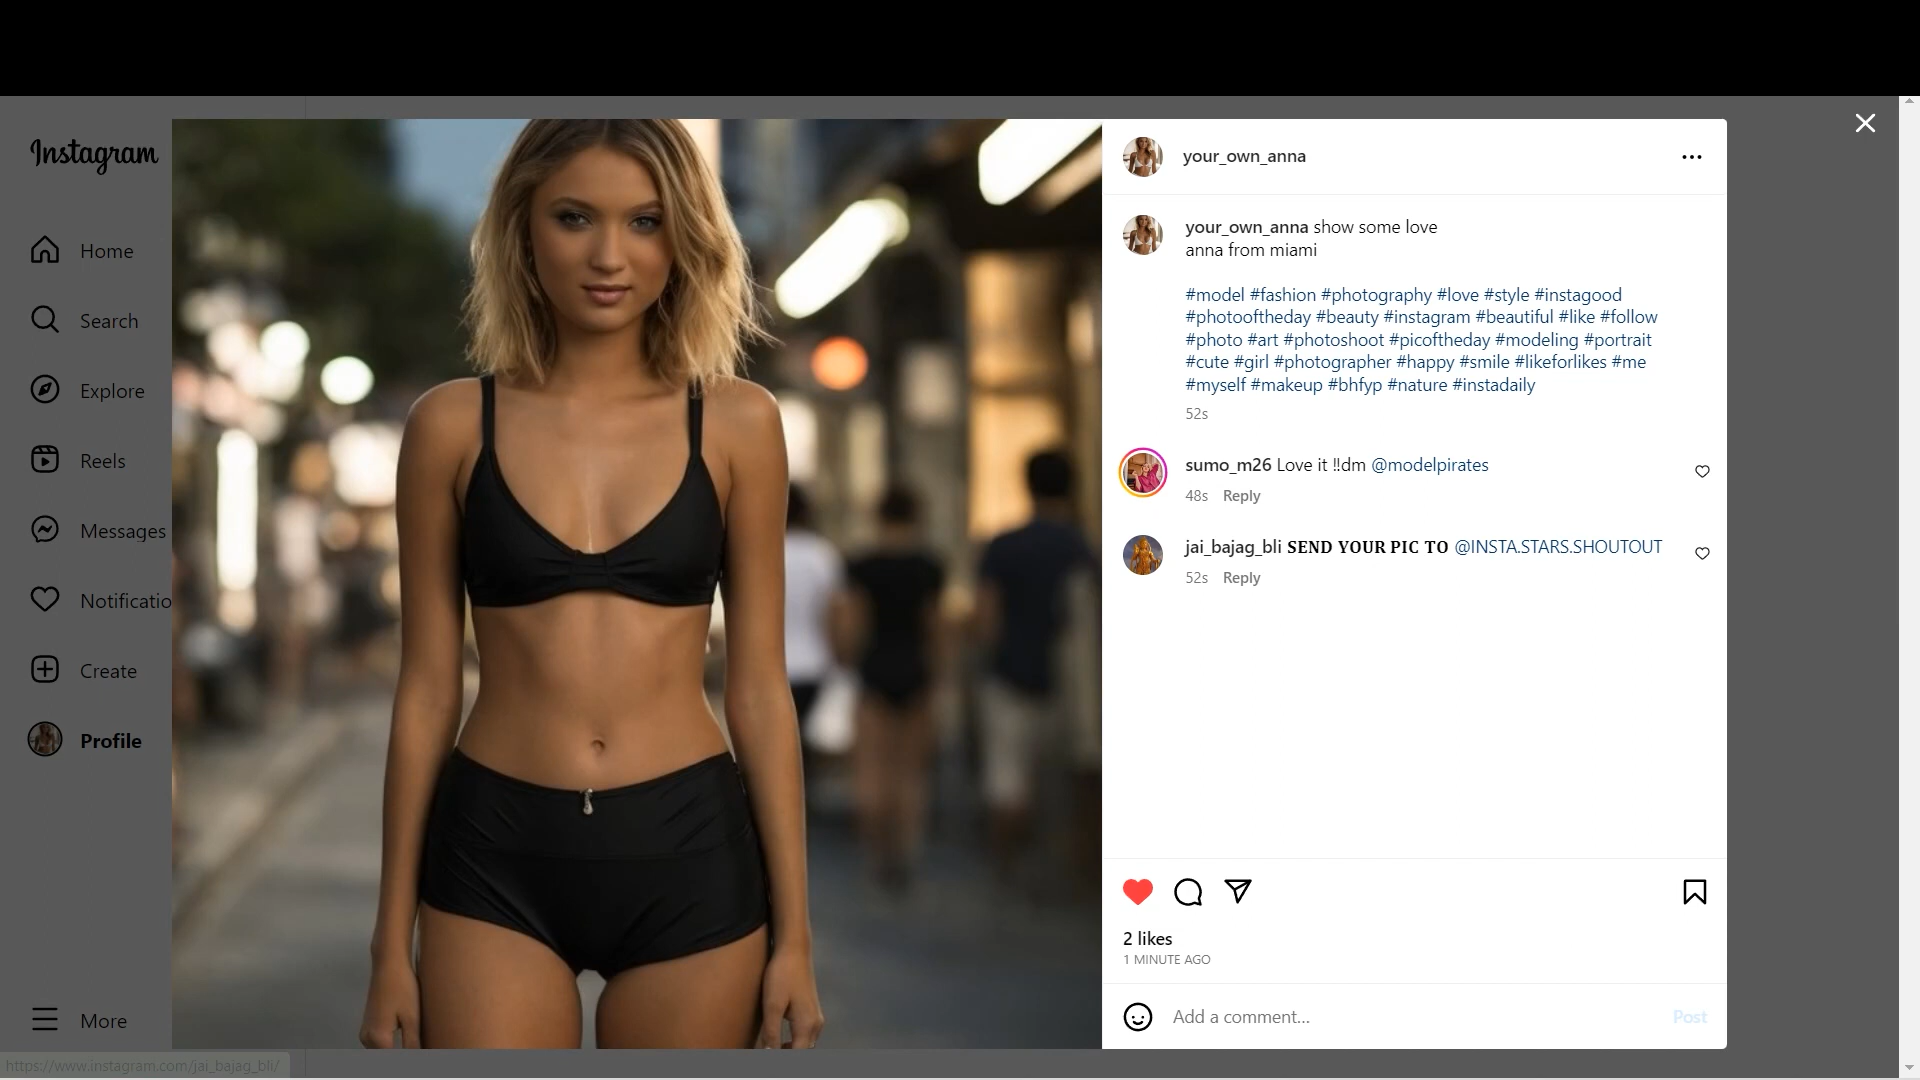 Instagram
Home
Search
Explore
Reels
Messages
Notificatio
Create
Profile
More
https://www.instagram.com/jai_bajag_bli/
your_own_anna
your_own_anna show some love
anna from miami
#model #fashion #photography #love #style #instagood
#photooftheday #beauty #instagram #beautiful #like #follow
#photo #art #photoshoot #picoftheday #modeling #portrait
#cute #girl #photographer #happy #smile #likeforlikes #me
#myself #makeup #bhfyp #nature #instadaily
52s
sumo_m26 Love it ‼dm @modelpirates
48s Reply
jai_bajag_bli 𝐒𝐄𝐍𝐃 𝐘𝐎𝐔𝐑 𝐏𝐈𝐂 𝐓𝐎 @INSTA.STARS.SHOUTOUT
52s Reply
2 likes
1 MINUTE AGO
Add a comment...
Post